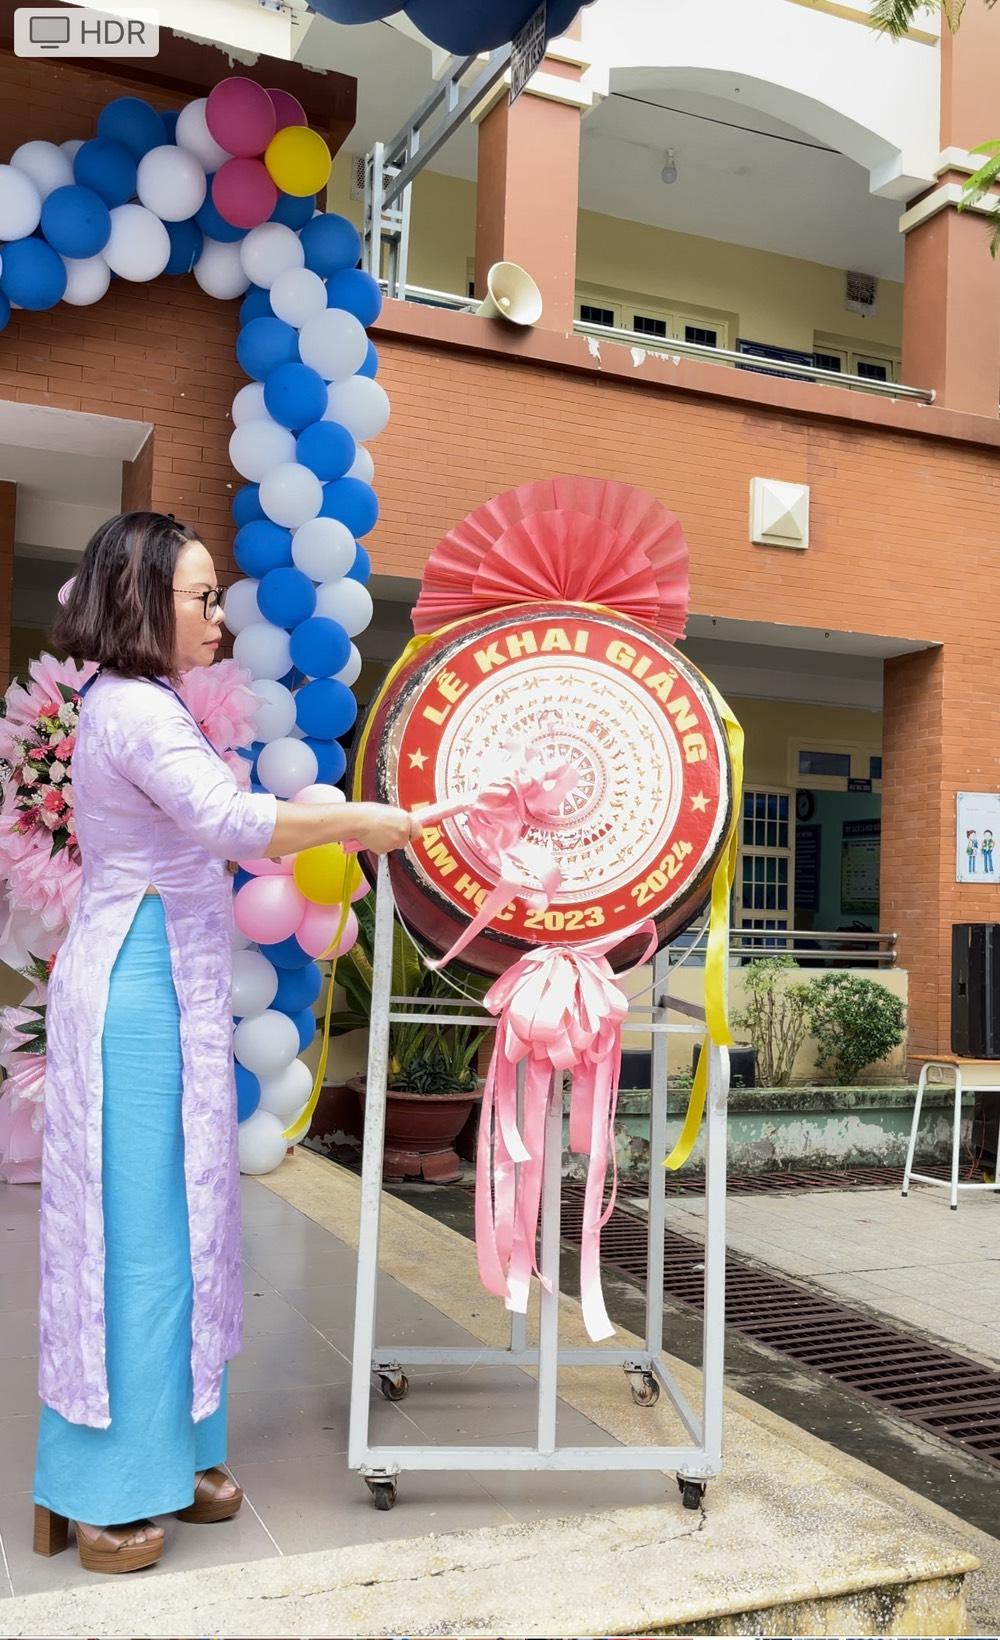 HDR
LỄ KHAI GIẢNG
NĂM HỌC 2023 - 2024